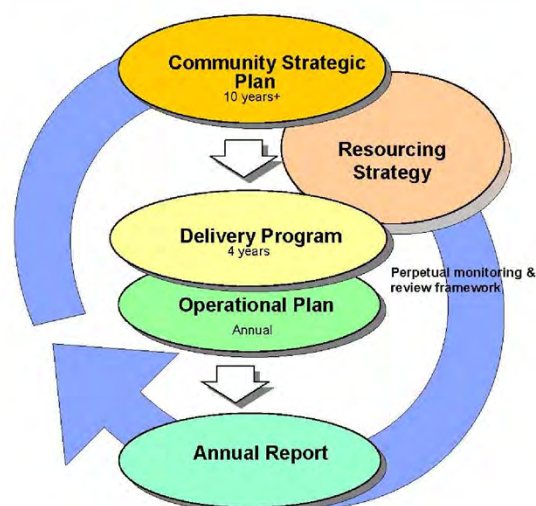 Community Strategic
Plan
10 years+
Resourcing
Strategy
Delivery Program
4 years
Perpetual monitoring &
review framework
Operational Plan
Annual
Annual Report